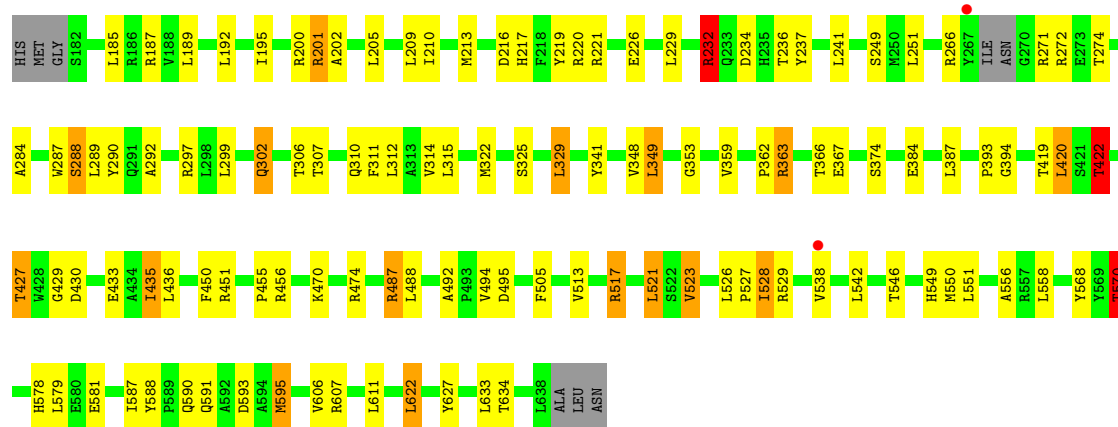 HIS MET GLY S182 L185 R186 R187 V188 L189 L192 I195 R200 R201 A202 L205 L209 I210 M213 D216 H217 F218 Y219 R220 R221 E226 L229 R232 Q233 D234 H235 T236 Y237 L241 S249 M250 L251 R266 Y267 ILE ASN G270 R271 R272 E273 T274
A284 W287 S288 L289 Y290 Q291 A292 R297 L298 L299 Q302 T306 T307 Q310 F311 L312 A313 V314 L315 M322 S325 L329 Y341 V348 L349 G353 V359 P362 R363 T366 E367 S374 E384 L387 P393 G394 T419 L420 S421 T422
T427 W428 G429 D430 E433 A434 I435 L436 F450 R451 P455 R456 K470 R474 R487 L488 A492 P493 V494 D495 F505 V513 R517 L521 S522 V523 L526 P527 I528 R529 V538 L542 T546 H549 M550 L551 A556 R557 L558 Y568 Y569 T570
H578 L579 E580 E581 I587 Y588 P589 Q590 Q591 A592 D593 A594 M595 V606 R607 L611 L622 Y627 L633 T634 L638 ALA LEU ASN